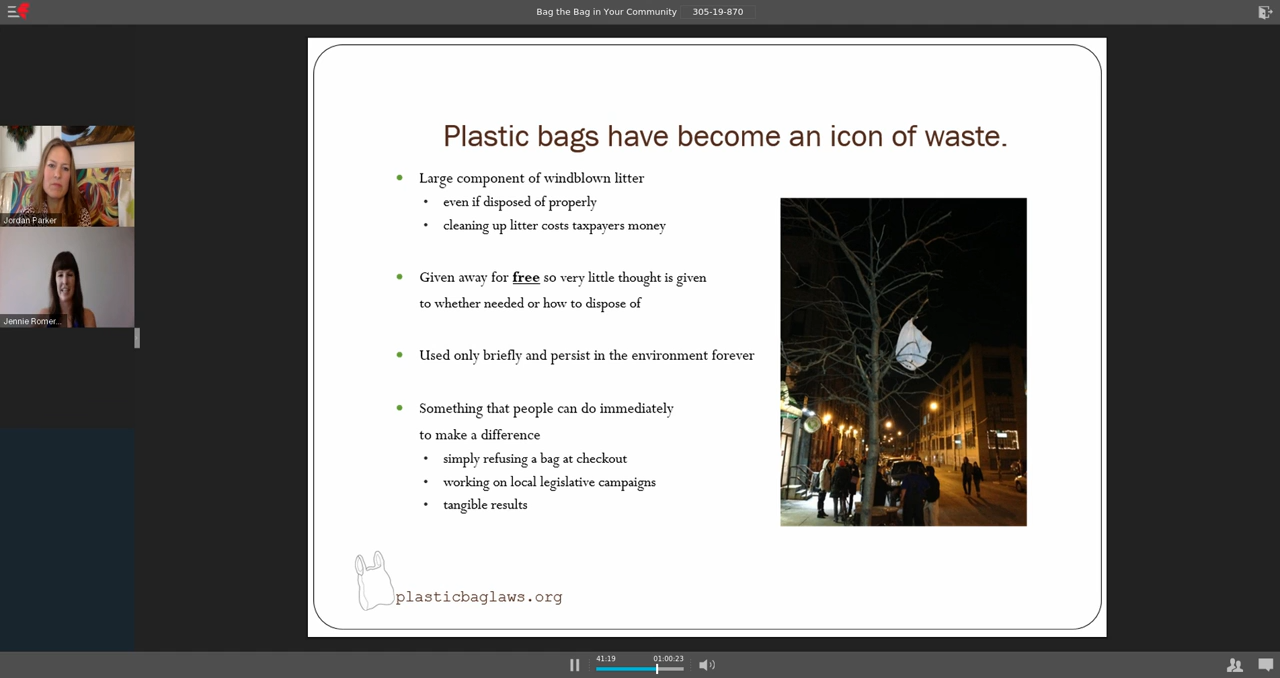 Bag the Bag in Your Community 305-19-870
Plastic bags have become an icon of waste.
• Large component of windblown litter
• even if disposed of properly
• cleaning up litter costs taxpayers money
• Given away for free so very little thought is given
to whether needed or how to dispose of
• Used only briefly and persist in the environment forever
• Something that people can do immediately
to make a difference
• simply refusing a bag at checkout
• working on local legislative campaigns
• tangible results
plasticbaglaws.org
Jordan Parker
Jennie Romer...
41:19 01:00:23